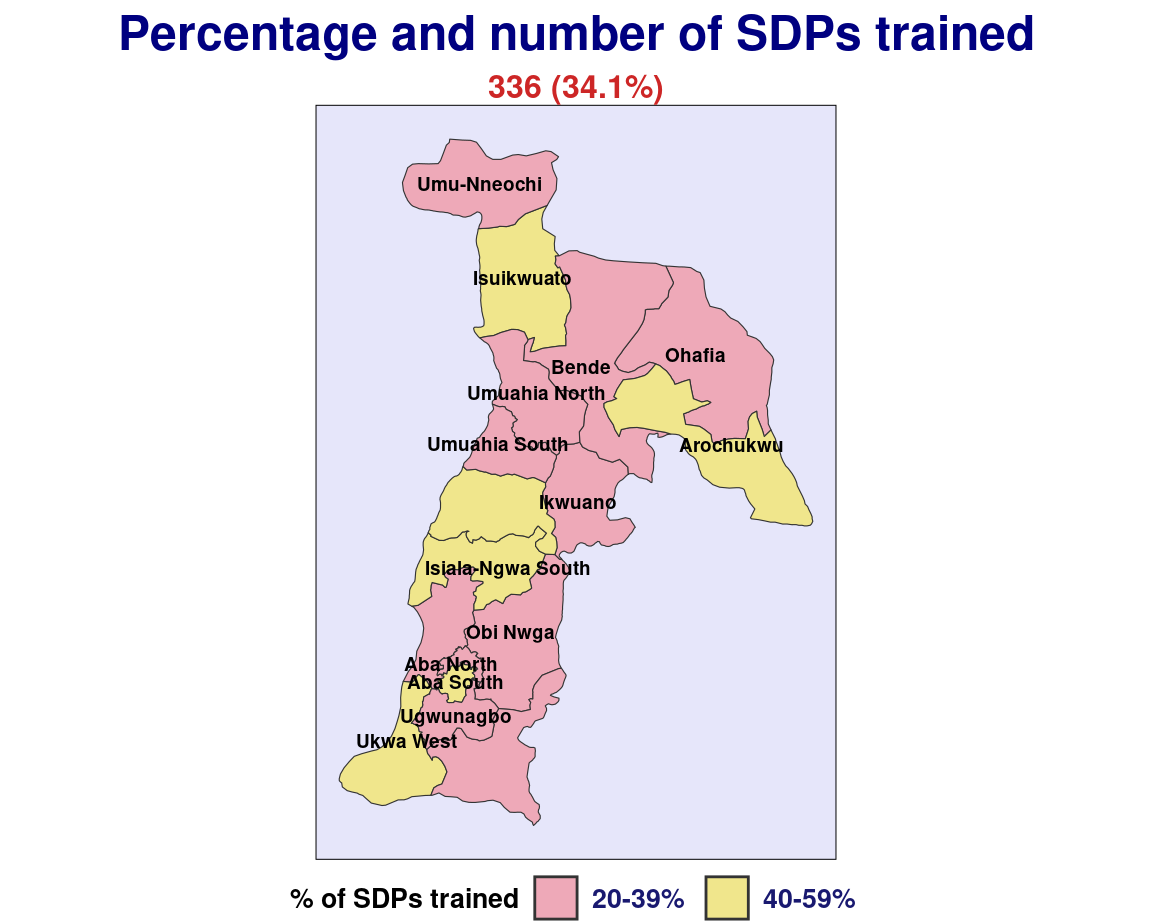 Percentage and number of SDPs trained
336 (34.1%)
Umu-Nneochi
Isuikwuato
Ohafia
Bende
Umuahia North
Umuahia South
Arochukwu
Ikwuano
Isiala-Ngwa South
Obi Nwga
Aba North
Aba South
Ugwunagbo
Ukwa West
% of SDPs trained 20-39% 40-59%